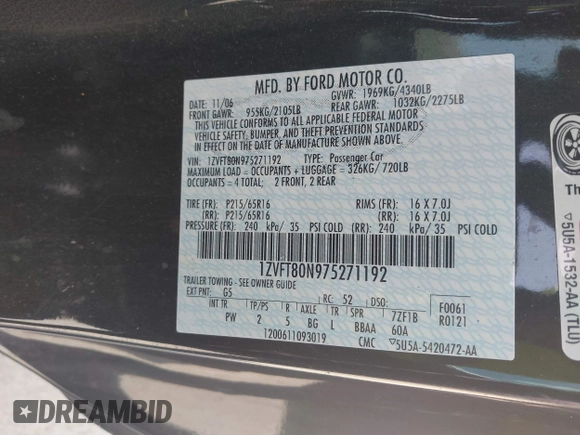 MFD. BY FORD MOTOR CO.
11/06 GVWR: 1969KG/4340LB
FRONT GAWR: 955KG/2105LB REAR GAWR: 1032KG/2275LB
THIS VEHICLE CONFORMS TO ALL APPLICABLE FEDERAL MOTOR
VEHICLE SAFETY, BUMPER, AND THEFT PREVENTION STANDARDS
IN EFFECT ON THE DATE OF MANUFACTURE SHOWN ABOVE.
VIN: 1ZVFT80N975271192 TYPE: Passenger Car
MAXIMUM LOAD = OCCUPANTS + LUGGAGE = 326KG/ 720LB
OCCUPANTS = 4 TOTAL; 2 FRONT, 2 REAR
TIRE (FR): P215/65R16 RIMS (FR): 16 X 7.0J
(RR): P215/65R16 (RR): 16 X 7.0J
PRESSURE (FR): 240 kPa/ 35 PSI COLD (RR): 240 kPa/ 35 PSI COLD
1ZVFT80N975271192
TRAILER TOWING - SEE OWNER GUIDE
EXT PNT: G5 RC: 52 DSO: F0061
INT TR TP/PS R AXLE TR SPR 7ZF1B R0121
PW 2 5 BG L BBAA 60A
1200611093019 CMC ▽5U5A-5420472-AA
Th
▽5U5A-1532-AA (TLU)
DREAMBID